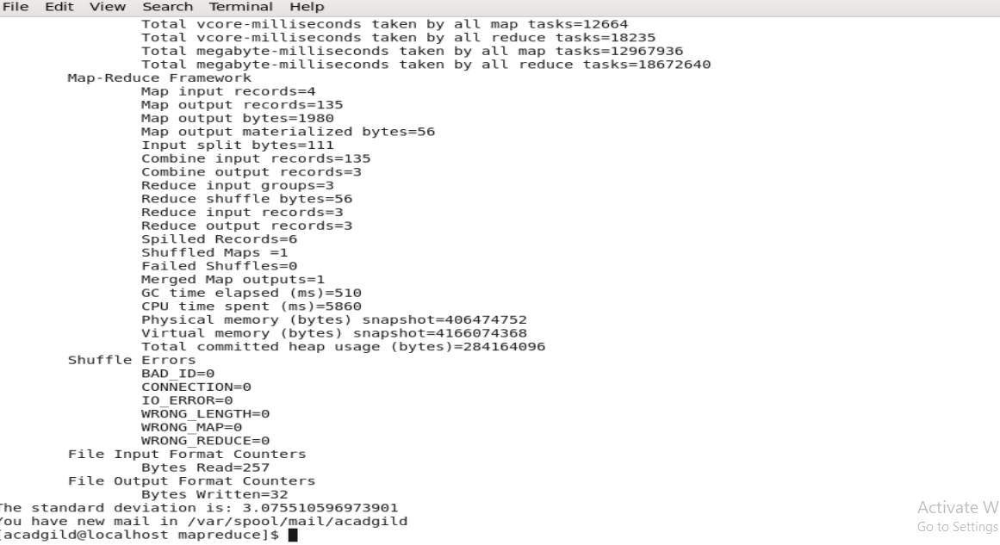 File Edit View Search Terminal Help
Total vcore-milliseconds taken by all map tasks=12664
Total vcore-milliseconds taken by all reduce tasks=18235
Total megabyte-milliseconds taken by all map tasks=12967936
Total megabyte-milliseconds taken by all reduce tasks=18672640
Map-Reduce Framework
Map input records=4
Map output records=135
Map output bytes=1980
Map output materialized bytes=56
Input split bytes=111
Combine input records=135
Combine output records=3
Reduce input groups=3
Reduce shuffle bytes=56
Reduce input records=3
Reduce output records=3
Spilled Records=6
Shuffled Maps =1
Failed Shuffles=0
Merged Map outputs=1
GC time elapsed (ms)=510
CPU time spent (ms)=5860
Physical memory (bytes) snapshot=406474752
Virtual memory (bytes) snapshot=4166074368
Total committed heap usage (bytes)=284164096
Shuffle Errors
BAD_ID=0
CONNECTION=0
IO_ERROR=0
WRONG_LENGTH=0
WRONG_MAP=0
WRONG_REDUCE=0
File Input Format Counters
Bytes Read=257
File Output Format Counters
Bytes Written=32
The standard deviation is: 3.075510596973901
You have new mail in /var/spool/mail/acadgild
[acadgild@localhost mapreduce]$
Activate W
Go to Settings